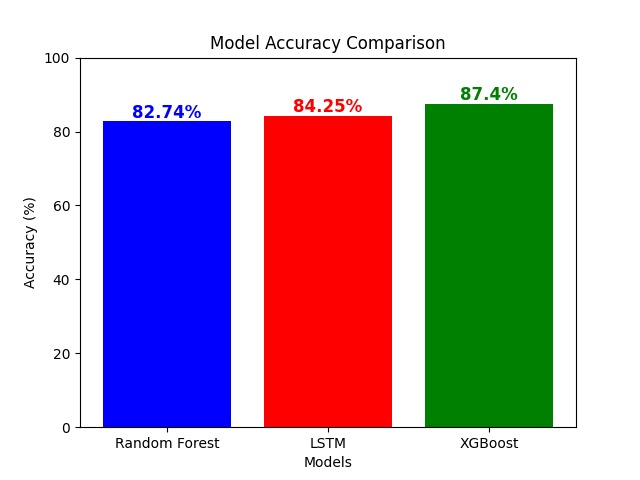 Model Accuracy Comparison
100
80
60
40
20
0
Accuracy (%)
82.74%
84.25%
87.4%
Random Forest
LSTM
XGBoost
Models